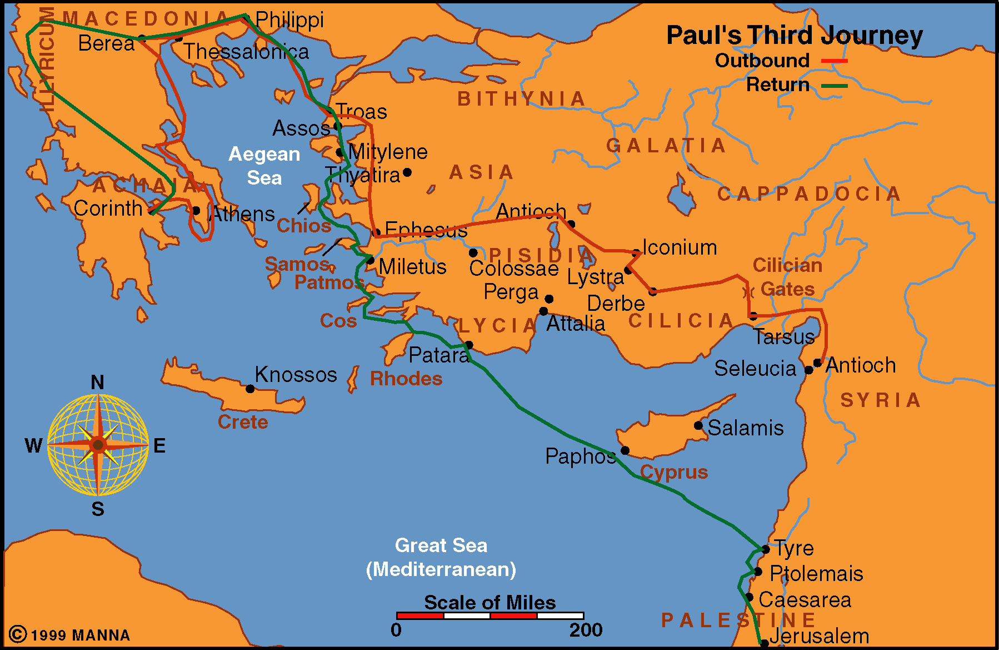 Paul's Third Journey
Outbound
Return
MACEDONIA
Philippi
Berea
Thessalonica
ILLYRICUM
BITHYNIA
Troas
Assos
GALATIA
Aegean
Sea
Mitylene
Thyatira
ASIA
ACHAIA
CAPPADOCIA
Corinth
Athens
Chios
Antioch
Ephesus
Iconium
PISIDIA
Samos
Patmos
Miletus
Colossae
Lystra
Cilician
Gates
Perga
Derbe
Cos
LYCIA
Attalia
CILICIA
Tarsus
Patara
Seleucia
Antioch
Knossos
Rhodes
SYRIA
Crete
N
W
E
S
Salamis
Paphos
Cyprus
Great Sea
(Mediterranean)
Tyre
Ptolemais
Caesarea
PALESTINE
Jerusalem
Scale of Miles
0
200
© 1999 MANNA